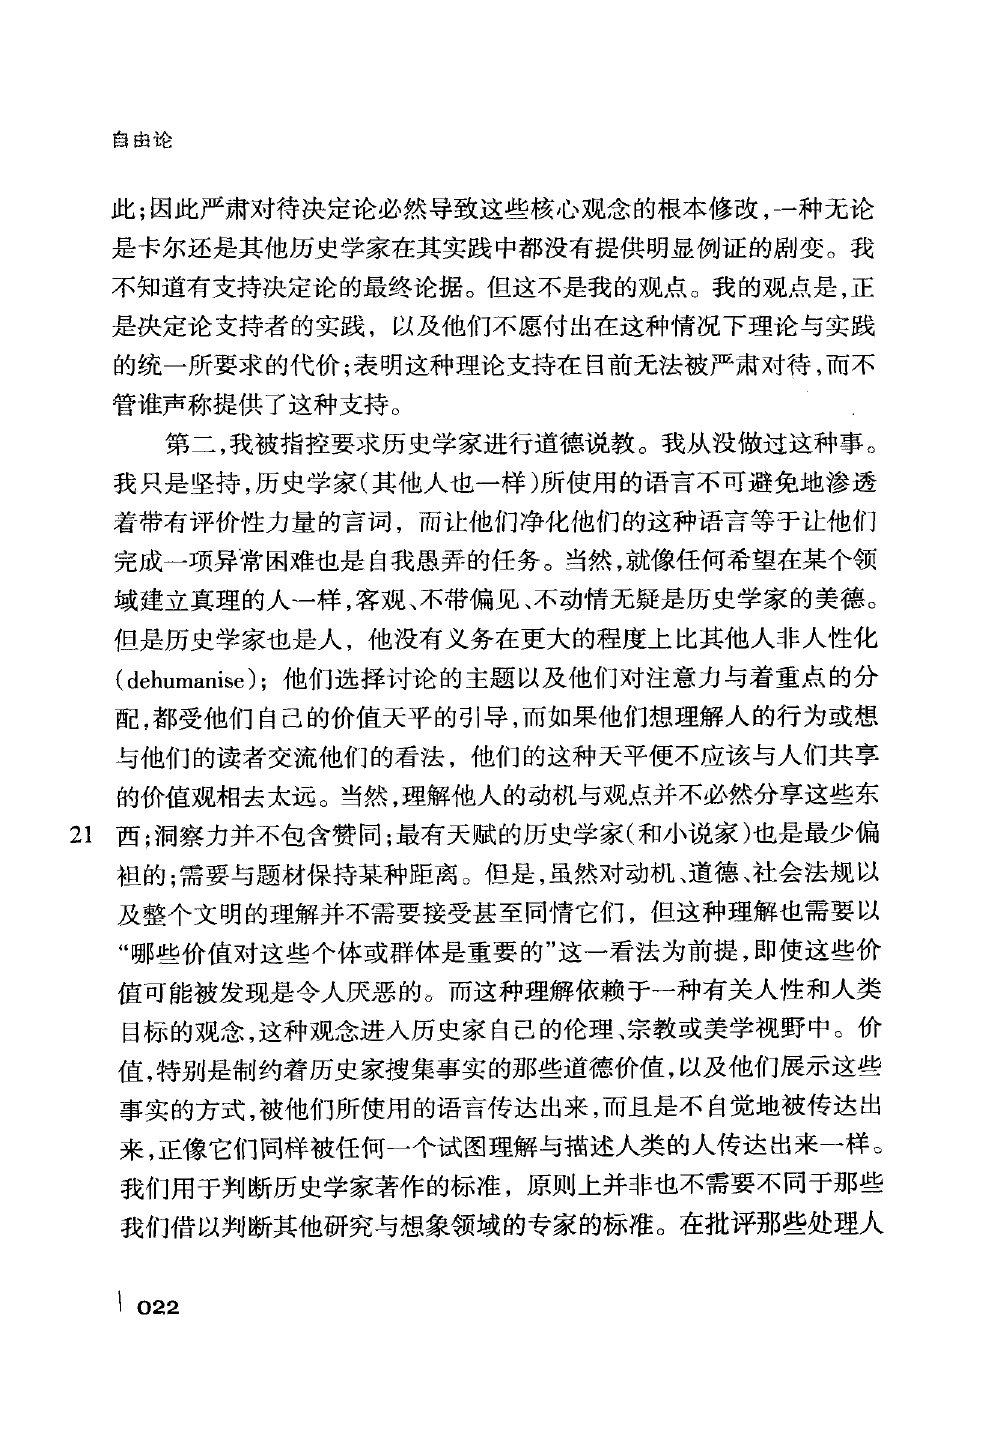 自由论
此;因此严肃对待决定论必然导致这些核心观念的根本修改,一种无论
是卡尔还是其他历史学家在其实践中都没有提供明显例证的剧变。我
不知道有支持决定论的最终论据。但这不是我的观点。我的观点是,正
是决定论支持者的实践，以及他们不愿付出在这种情况下理论与实践
的统一所要求的代价;表明这种理论支持在目前无法被严肃对待,而不
管谁声称提供了这种支持。
第二,我被指控要求历史学家进行道德说教。我从没做过这种事。
我只是坚持,历史学家(其他人也一样)所使用的语言不可避免地渗透
着带有评价性力量的言词，而让他们净化他们的这种语言等于让他们
完成一项异常困难也是自我愚弄的任务。当然,就像任何希望在某个领
域建立真理的人一样,客观、不带偏见、不动情无疑是历史学家的美德。
但是历史学家也是人，他没有义务在更大的程度上比其他人非人性化
(dehumanise)；他们选择讨论的主题以及他们对注意力与着重点的分
配,都受他们自己的价值天平的引导,而如果他们想理解人的行为或想
与他们的读者交流他们的看法，他们的这种天平便不应该与人们共享
的价值观相去太远。当然,理解他人的动机与观点并不必然分享这些东
21 西;洞察力并不包含赞同;最有天赋的历史学家(和小说家)也是最少偏
袒的;需要与题材保持某种距离。但是,虽然对动机、道德、社会法规以
及整个文明的理解并不需要接受甚至同情它们，但这种理解也需要以
“哪些价值对这些个体或群体是重要的”这一看法为前提,即使这些价
值可能被发现是令人厌恶的。而这种理解依赖于一种有关人性和人类
目标的观念,这种观念进入历史家自己的伦理、宗教或美学视野中。价
值,特别是制约着历史家搜集事实的那些道德价值,以及他们展示这些
事实的方式,被他们所使用的语言传达出来,而且是不自觉地被传达出
来,正像它们同样被任何一个试图理解与描述人类的人传达出来一样。
我们用于判断历史学家著作的标准，原则上并非也不需要不同于那些
我们借以判断其他研究与想象领域的专家的标准。在批评那些处理人
022